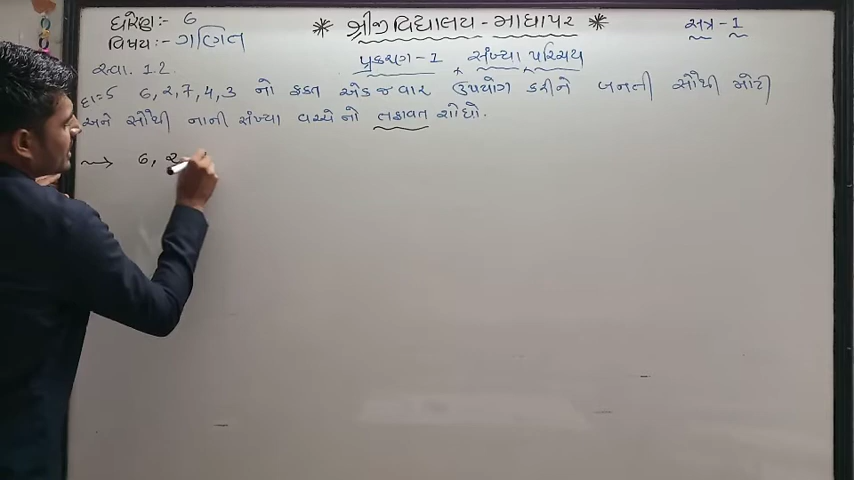 ધોરણ:- 6
* શ્રીજી વિદ્યાલય - માધાપર *
સત્ર - 1
વિષય:- ગણિત
પ્રકરણ - 1 સંખ્યા પરિચય
સ્વા. 1.2
દા=5 6, 2, 7, 4, 3 નો ફક્ત એક જ વાર ઉપયોગ કરીને બનતી સૌથી મોટી
અને સૌથી નાની સંખ્યા વચ્ચેનો તફાવત શોધો.
→ 6, 2